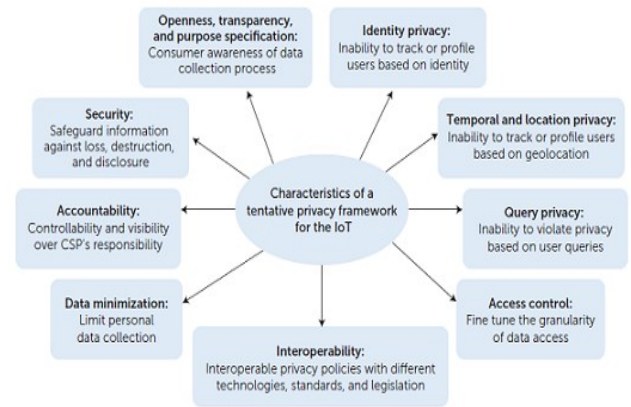 Openness, transparency,
and purpose specification:
Consumer awareness of data
collection process
Identity privacy:
Inability to track or profile
users based on identity
Security:
Safeguard information
against loss, destruction,
and disclosure
Temporal and location privacy:
Inability to track or profile users
based on geolocation
Characteristics of a
tentative privacy framework
for the IoT
Accountability:
Controllability and visibility
over CSP's responsibility
Query privacy:
Inability to violate privacy
based on user queries
Data minimization:
Limit personal
data collection
Access control:
Fine tune the granularity
of data access
Interoperability:
Interoperable privacy policies with different
technologies, standards, and legislation